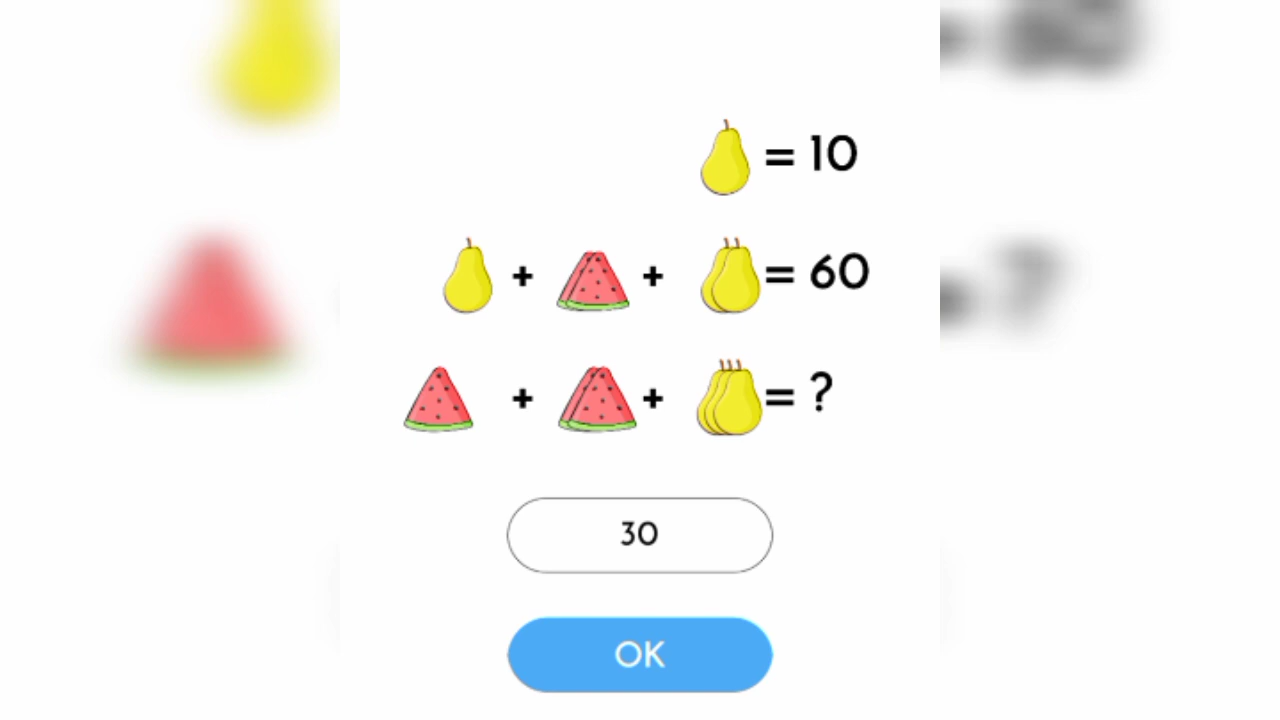 = 10
+ + = 60
+ + = ?
30
OK